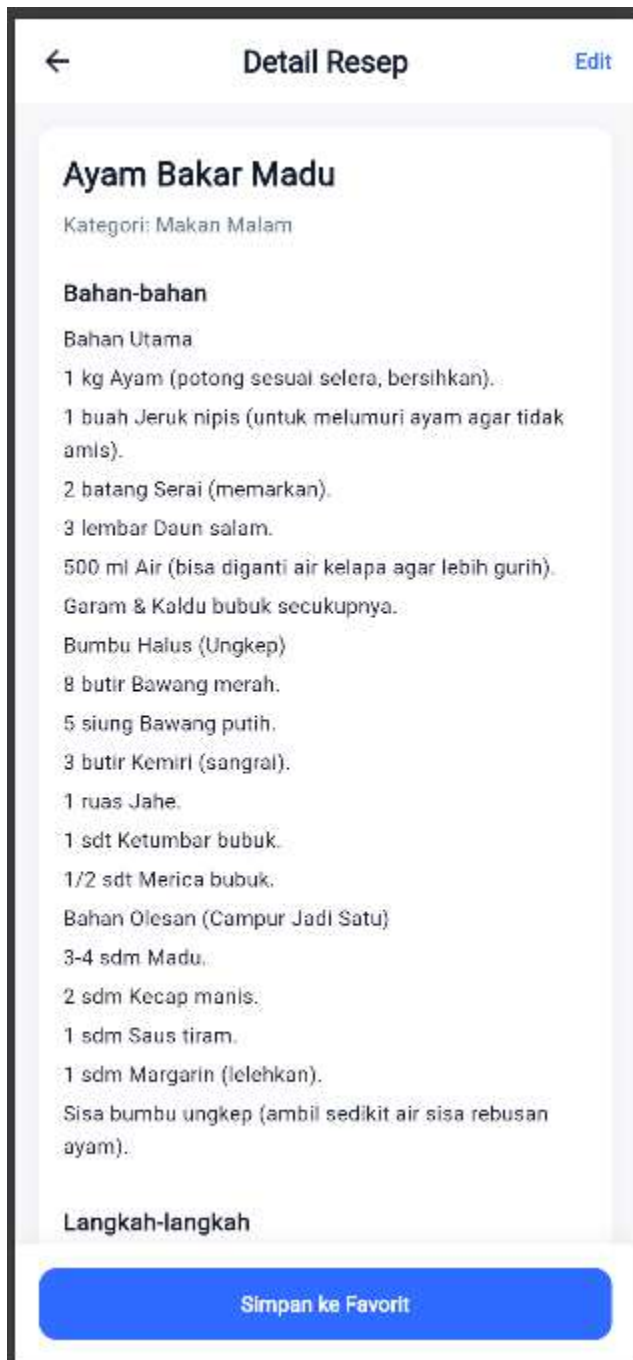 Detail Resep
Edit
Ayam Bakar Madu
Kategori: Makan Malam
Bahan-bahan
Bahan Utama
1 kg Ayam (potong sesuai selera, bersihkan).
1 buah Jeruk nipis (untuk melumuri ayam agar tidak
amis).
2 batang Serai (memarkan).
3 lembar Daun salam.
500 ml Air (bisa diganti air kelapa agar lebih gurih).
Garam & Kaldu bubuk secukupnya.
Bumbu Halus (Ungkep)
8 butir Bawang merah.
5 siung Bawang putih.
3 butir Kemiri (sangrai).
1 ruas Jahe.
1 sdt Ketumbar bubuk.
1/2 sdt Merica bubuk.
Bahan Olesan (Campur Jadi Satu)
3-4 sdm Madu.
2 sdm Kecap manis.
1 sdm Saus tiram.
1 sdm Margarin (lelehkan).
Sisa bumbu ungkep (ambil sedikit air sisa rebusan
ayam).
Langkah-langkah
Simpan ke Favorit